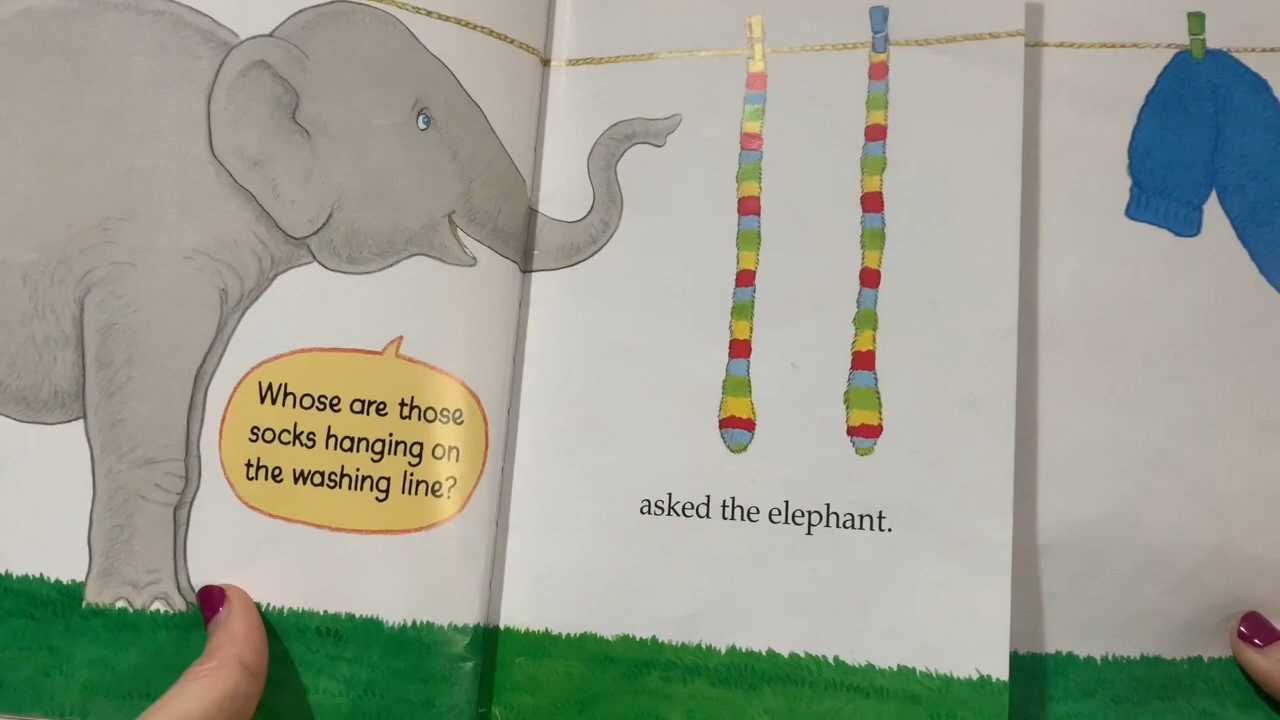 Whose are those
socks hanging on
the washing line?
asked the elephant.